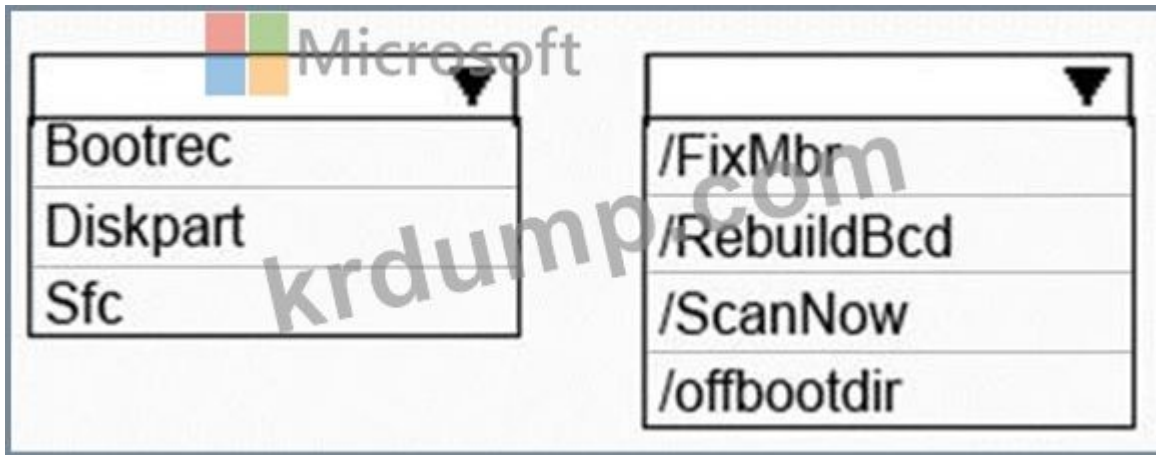 Microsoft
Bootrec
Diskpart
Sfc
/FixMbr
/RebuildBcd
/ScanNow
/offbootdir
krdump.com